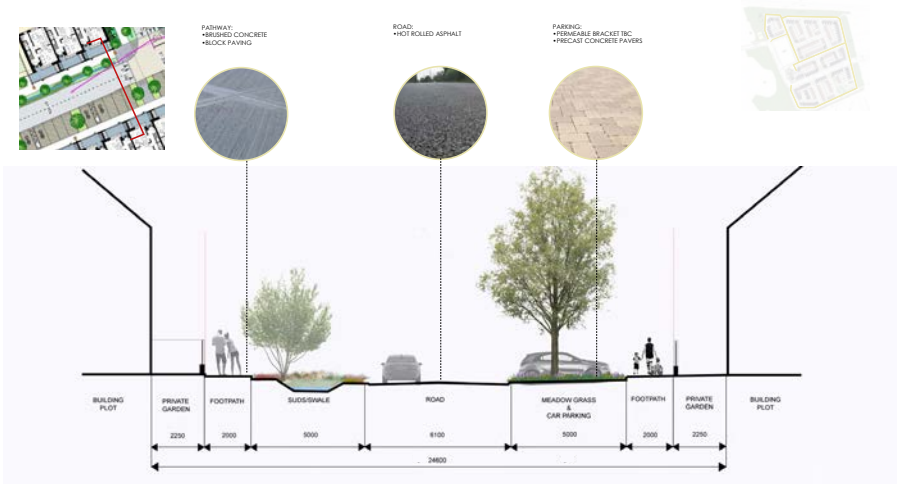 PATHWAY:
•BRUSHED CONCRETE
•BLOCK PAVING
ROAD:
•HOT ROLLED ASPHALT
PARKING:
•PERMEABLE BRACKET TBC
•PRECAST CONCRETE PAVERS
BUILDING
PLOT
PRIVATE
GARDEN
FOOTPATH
SUDS/SWALE
ROAD
MEADOW GRASS
&
CAR PARKING
FOOTPATH
PRIVATE
GARDEN
BUILDING
PLOT
2250
2000
5000
6100
5000
2000
2250
24600